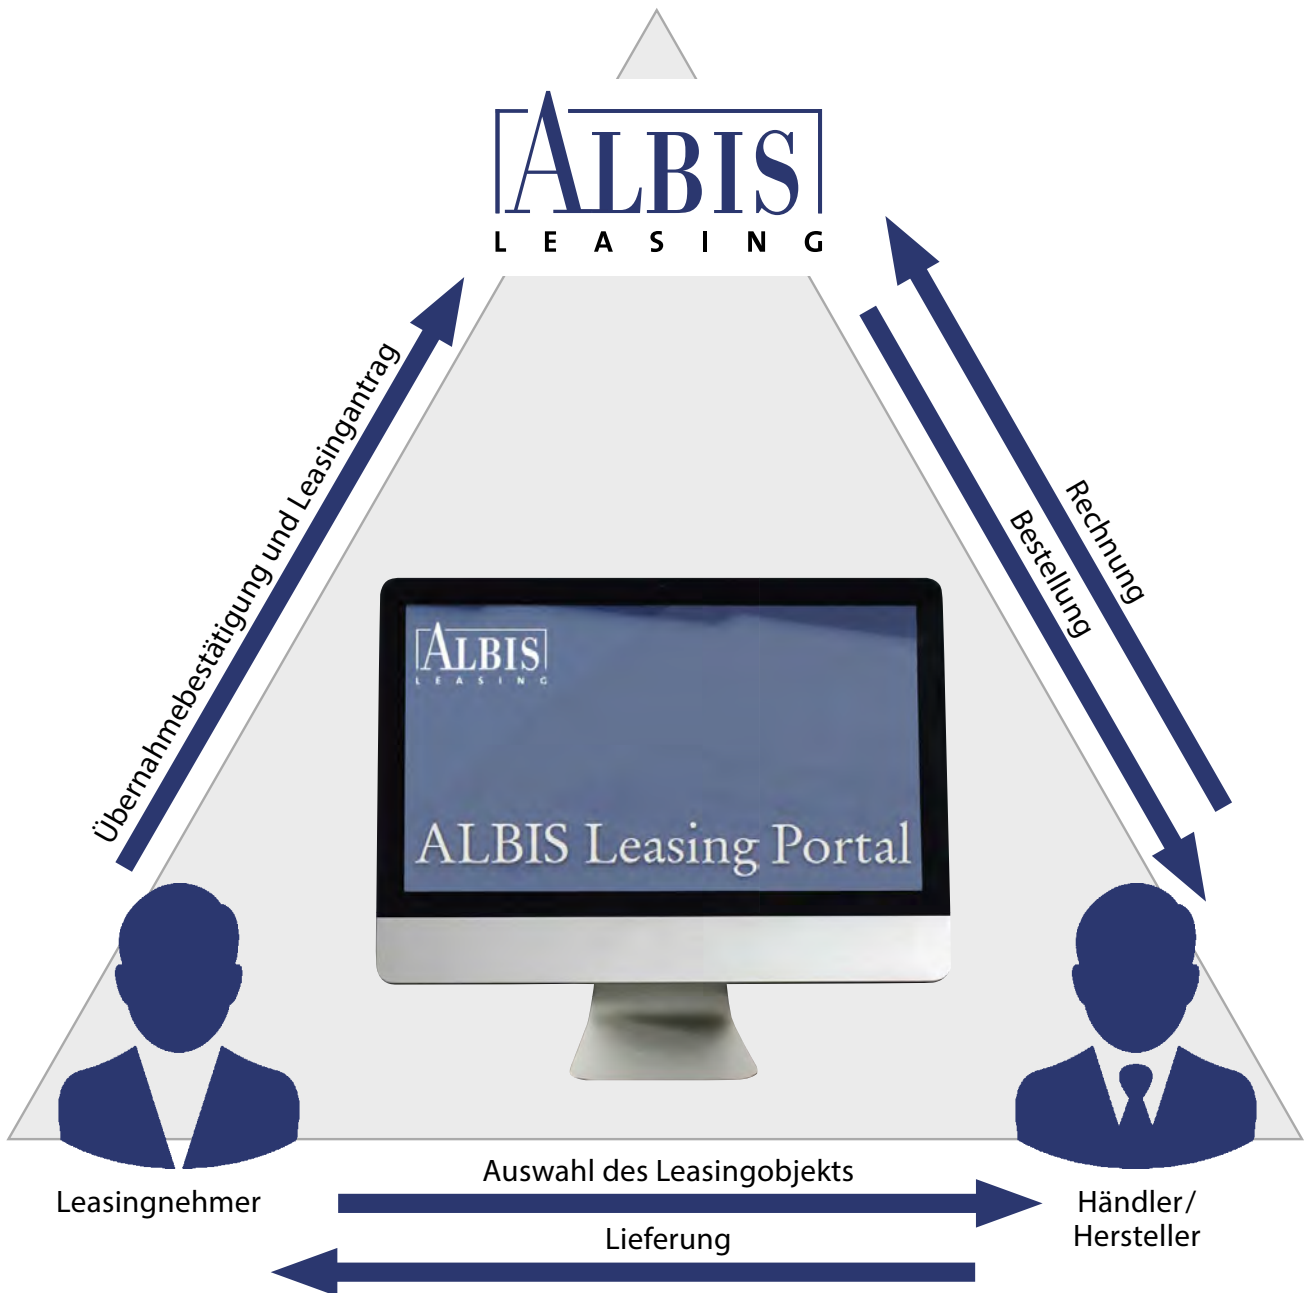 ALBIS
LEASING
Übernahmebestätigung und Leasingantrag
Rechnung
Bestellung
ALBIS
LEASING
ALBIS Leasing Portal
Auswahl des Leasingobjekts
Leasingnehmer
Händler/
Hersteller
Lieferung